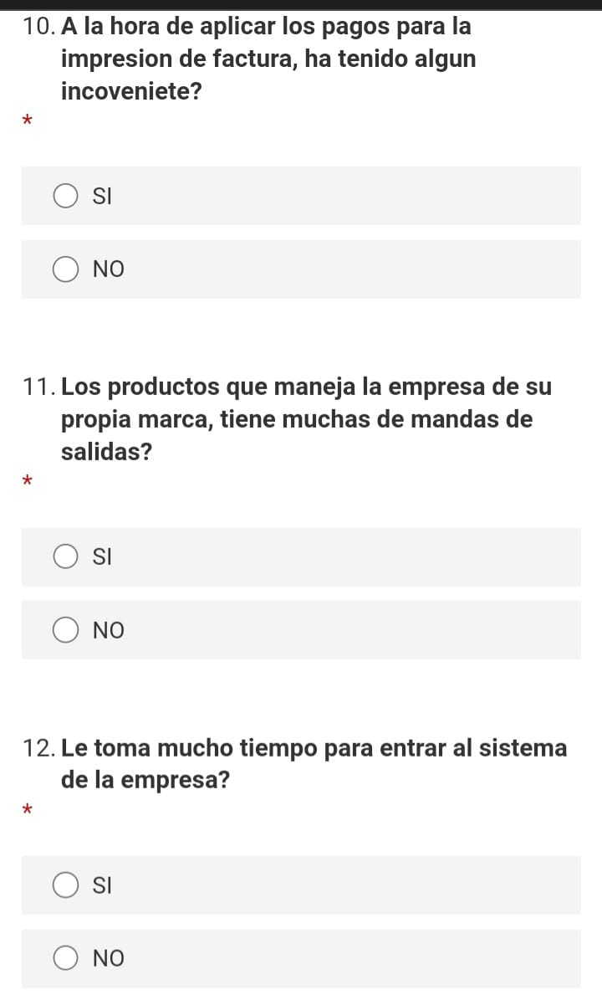 10. A la hora de aplicar los pagos para la
impresion de factura, ha tenido algun
incoveniete?
*
SI
NO
11. Los productos que maneja la empresa de su
propia marca, tiene muchas de mandas de
salidas?
*
SI
NO
12. Le toma mucho tiempo para entrar al sistema
de la empresa?
*
SI
NO